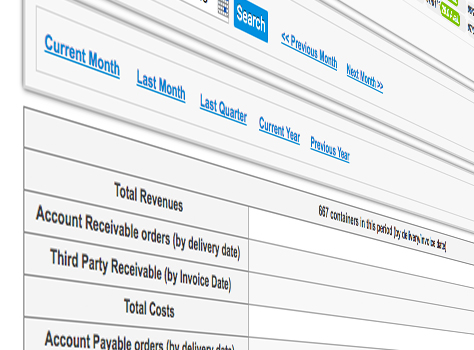 Search
<< Previous Month
Next Month >>
Current Month
Last Month
Last Quarter
Current Year
Previous Year
667 containers in this period (by delivery/invoice date)
Total Revenues
Account Receivable orders (by delivery date)
Third Party Receivable (by Invoice Date)
Total Costs
Account Payable orders (by delivery date)